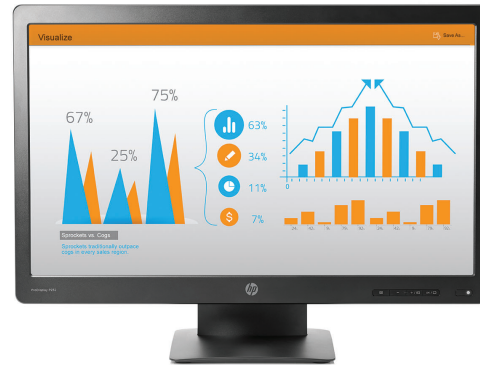 Visualize
Save As...
75%
67%
25%
63%
34%
11%
7%
0
Sprockets vs. Cogs
Sprockets traditionally outpace
cogs in every sales region.
hp